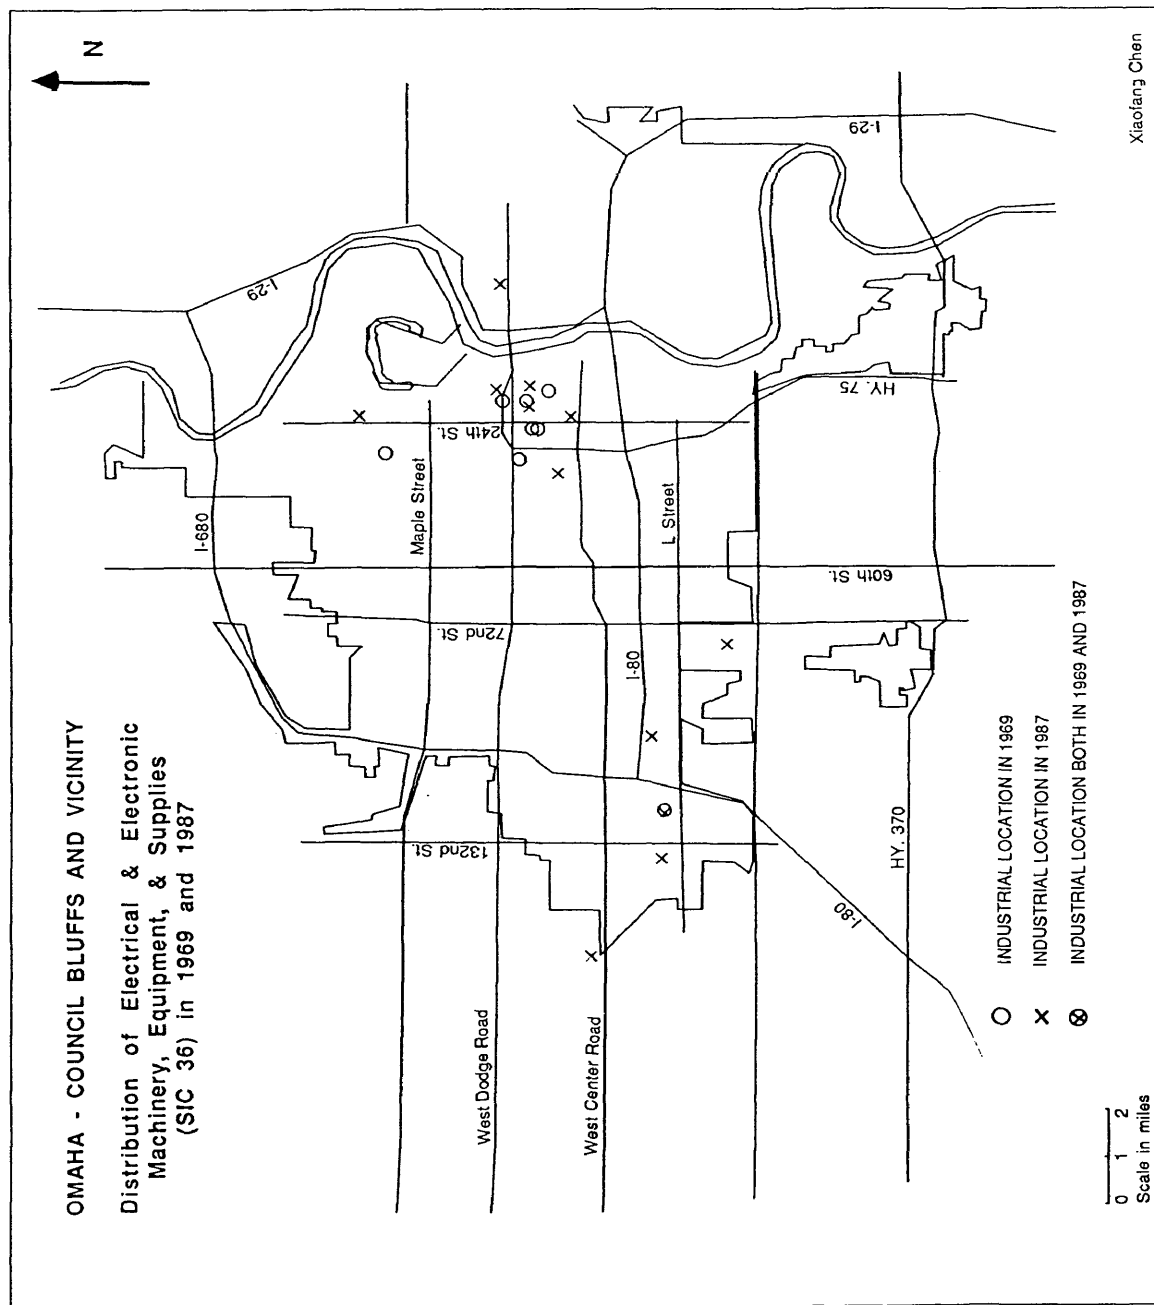 OMAHA - COUNCIL BLUFFS AND VICINITY
Distribution of Electrical & Electronic
Machinery, Equipment, & Supplies
(SIC 36) in 1969 and 1987
N
I-680
I-29
Maple Street
24th St.
72nd St.
60th St.
132nd St.
West Dodge Road
West Center Road
I-80
L Street
HY. 75
I-29
I-80
HY. 370
INDUSTRIAL LOCATION IN 1969
INDUSTRIAL LOCATION IN 1987
INDUSTRIAL LOCATION BOTH IN 1969 AND 1987
0 1 2
Scale in miles
Xiaofang Chen